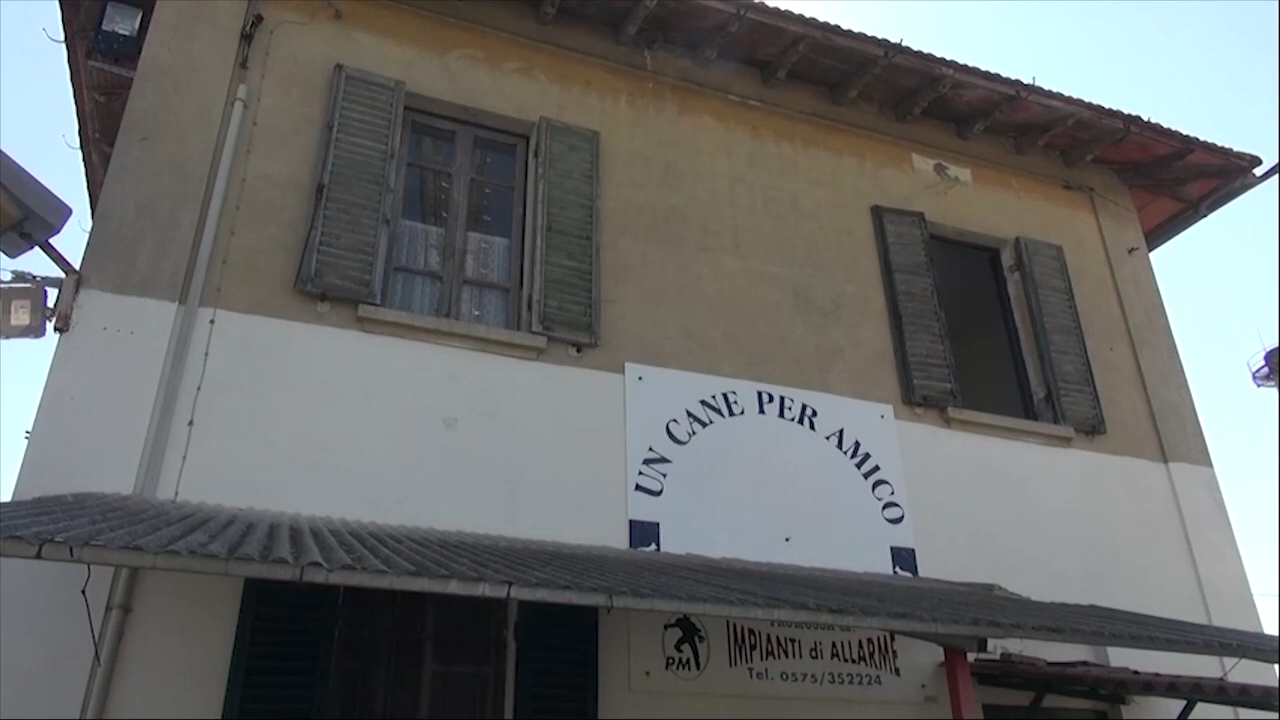 UN CANE PER AMICO
PM
IMPIANTI di ALLARME
Tel. 0575/352224